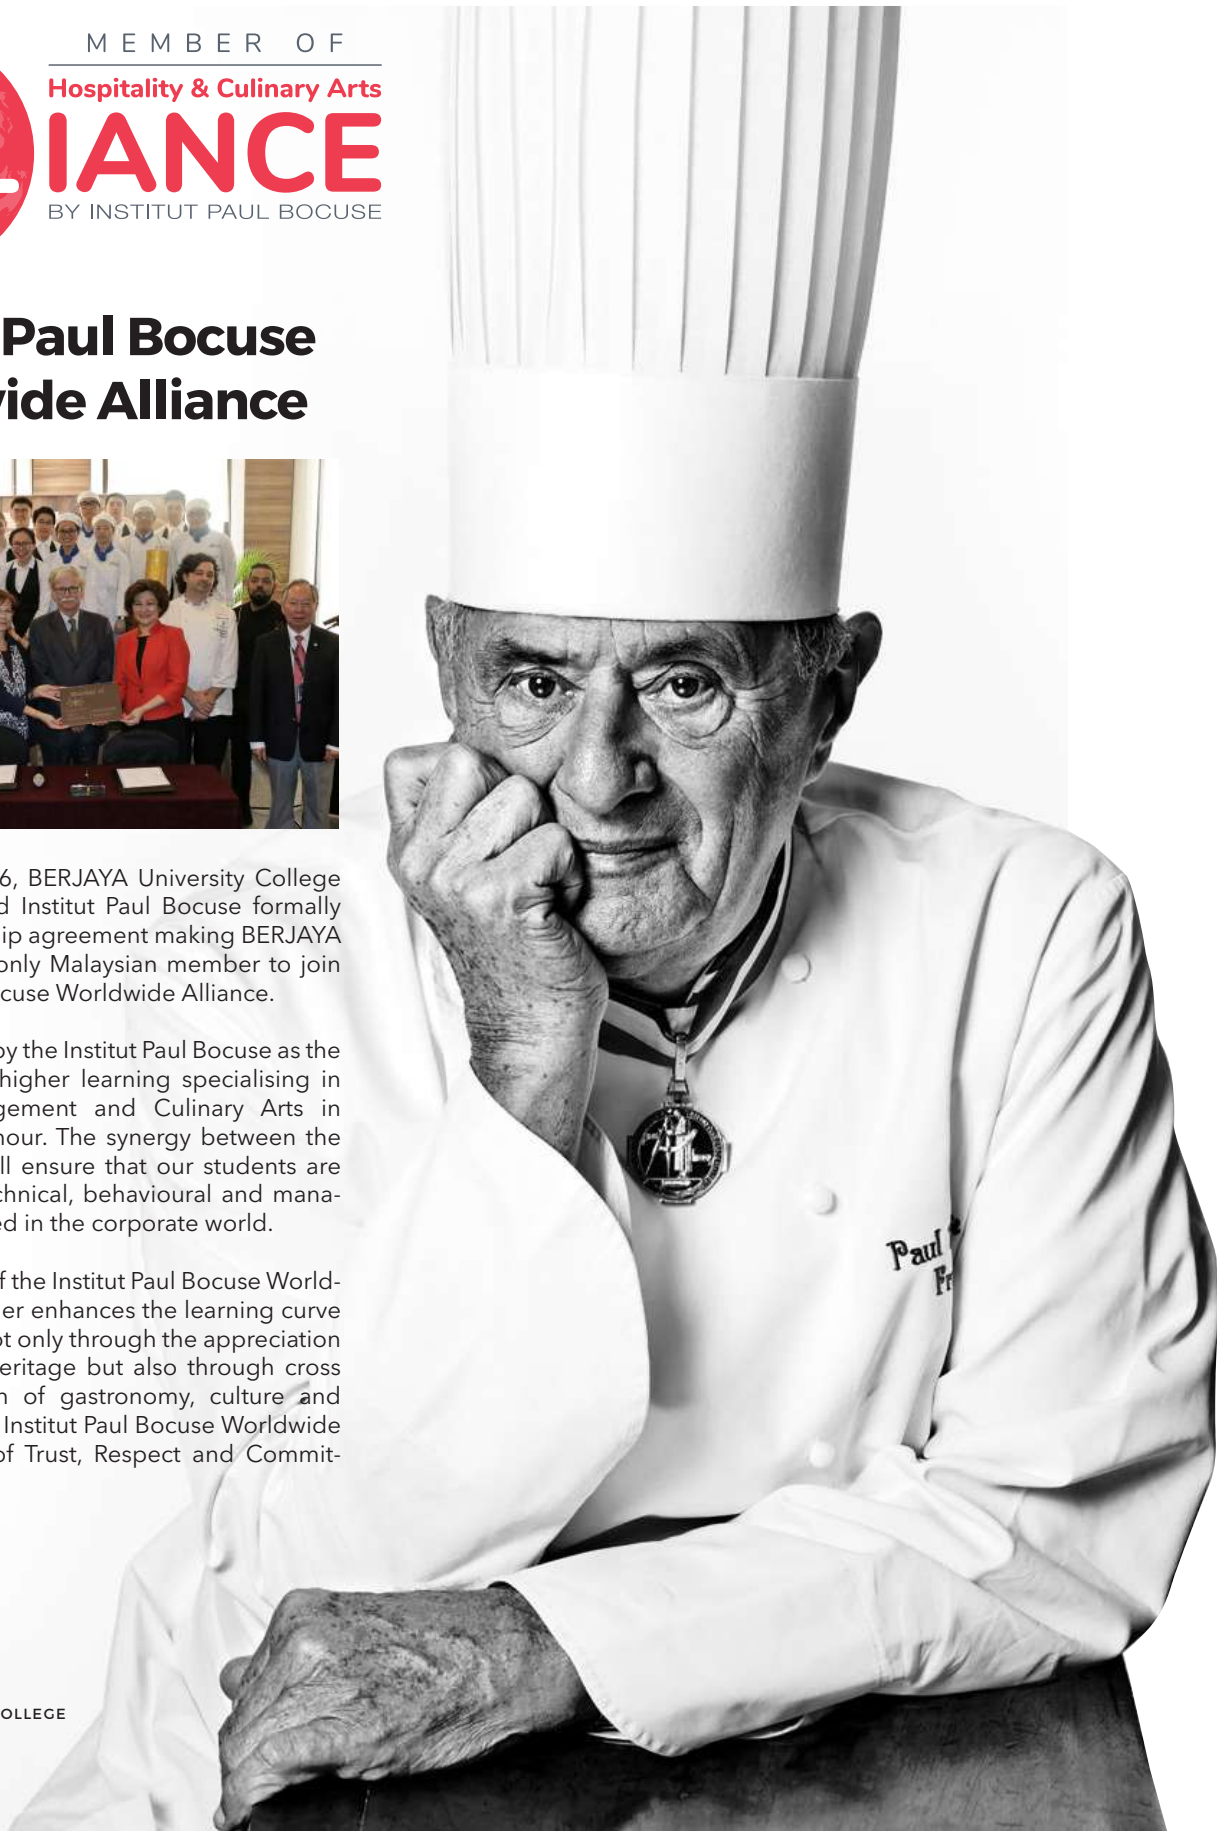 MEMBER OF
Hospitality & Culinary Arts
IANCE
BY INSTITUT PAUL BOCUSE
Paul Bocuse
vide Alliance
6, BERJAYA University College
d Institut Paul Bocuse formally
ip agreement making BERJAYA
only Malaysian member to join
cuse Worldwide Alliance.
by the Institut Paul Bocuse as the
higher learning specialising in
gement and Culinary Arts in
nour. The synergy between the
ll ensure that our students are
chnical, behavioural and mana-
ed in the corporate world.
f the Institut Paul Bocuse World-
er enhances the learning curve
ot only through the appreciation
eritage but also through cross
n of gastronomy, culture and
Institut Paul Bocuse Worldwide
of Trust, Respect and Commit-
Paul
Fr
OLLEGE